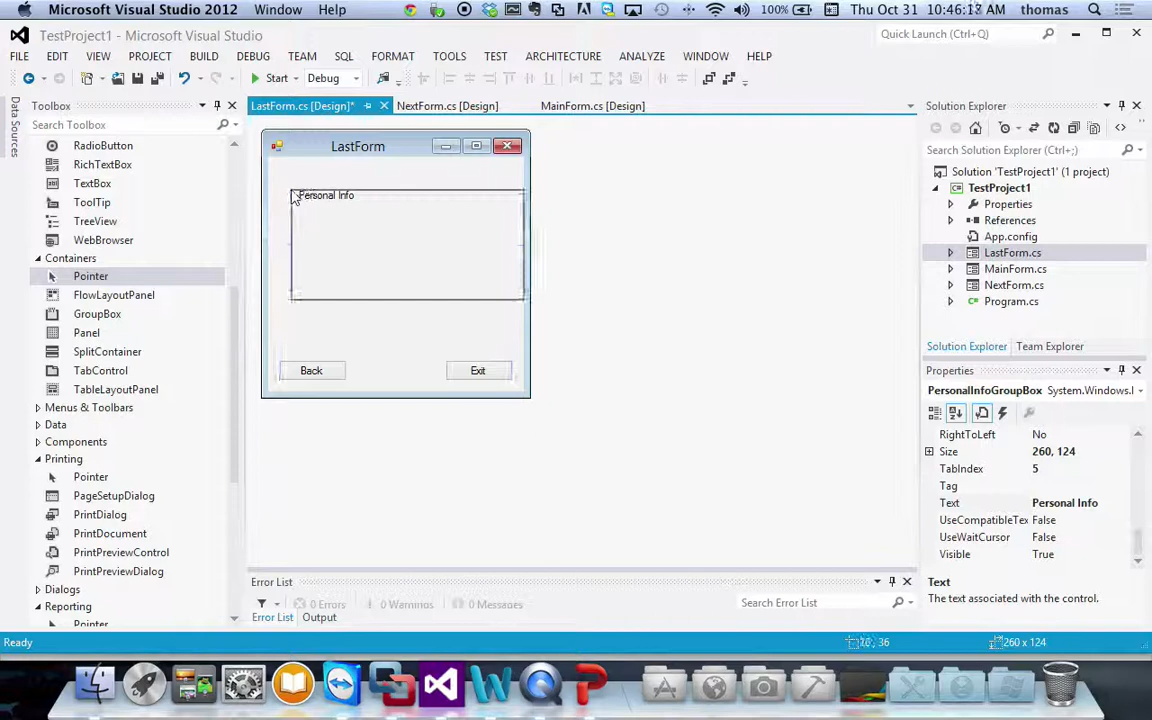 Microsoft Visual Studio 2012 Window Help 100% Thu Oct 31 10:46:18 AM thomas
TestProject1 - Microsoft Visual Studio
Quick Launch (Ctrl+Q)
FILE EDIT VIEW PROJECT BUILD DEBUG TEAM SQL FORMAT TOOLS TEST ARCHITECTURE ANALYZE WINDOW HELP
Start Debug
Data Sources
Toolbox
Search Toolbox
RadioButton
RichTextBox
TextBox
ToolTip
TreeView
WebBrowser
Containers
Pointer
FlowLayoutPanel
GroupBox
Panel
SplitContainer
TabControl
TableLayoutPanel
Menus & Toolbars
Data
Components
Printing
Pointer
PageSetupDialog
PrintDialog
PrintDocument
PrintPreviewControl
PrintPreviewDialog
Dialogs
Reporting
Pointer
LastForm.cs [Design]* NextForm.cs [Design] MainForm.cs [Design]
LastForm
Personal Info
Back Exit
Error List
0 Errors 0 Warnings 0 Messages
Search Error List
Error List Output
Solution Explorer
Search Solution Explorer (Ctrl+;)
Solution 'TestProject1' (1 project)
TestProject1
Properties
References
App.config
LastForm.cs
MainForm.cs
NextForm.cs
Program.cs
Solution Explorer Team Explorer
Properties
PersonalInfoGroupBox System.Windows.
RightToLeft No
Size 260, 124
TabIndex 5
Tag
Text Personal Info
UseCompatibleTex False
UseWaitCursor False
Visible True
Text
The text associated with the control.
Ready
36
260 x 124